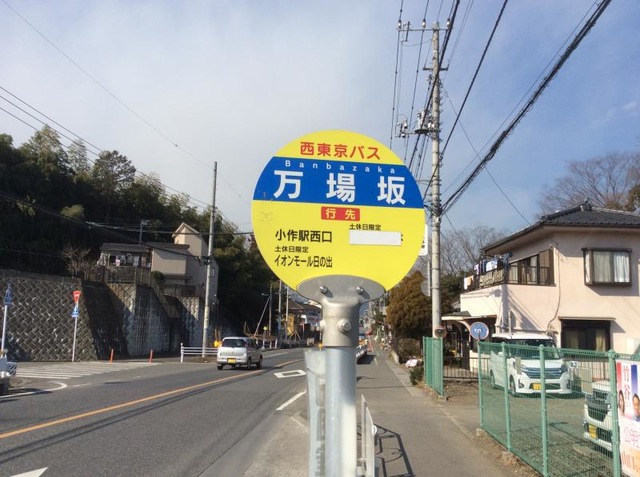 西東京バス
Banbazaka
万場坂
行先
小作駅西口
土休日限定
土休日限定
イオンモール日の出